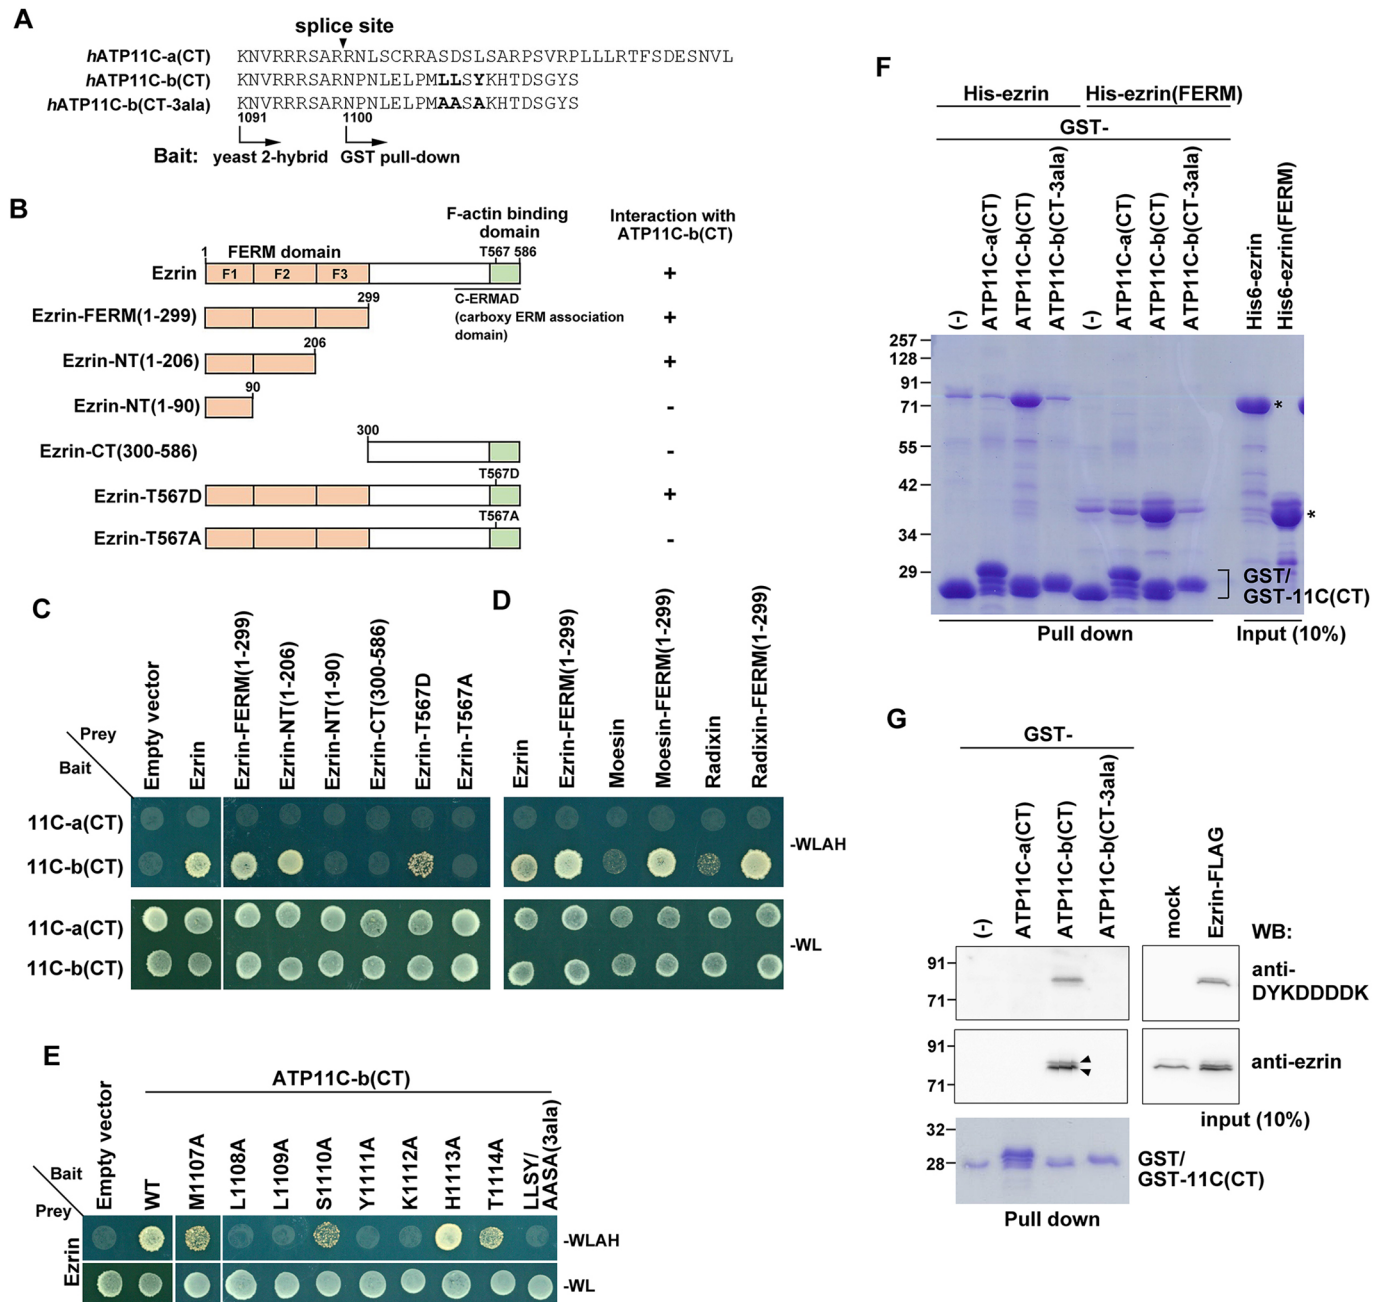 A
splice site
hATP11C-a(CT) KNVRRRSARRNLSCRRASDSLSARPSVRPLLLRTFSDESNVL
hATP11C-b(CT) KNVRRRSARRNPNLELPMLLSYKHTDSGYS
hATP11C-b(CT-3ala) KNVRRRSARRNPNLELPMAASAKHTDSGYS
1091 1100
Bait: yeast 2-hybrid GST pull-down
B
F-actin binding domain
Interaction with ATP11C-b(CT)
1 FERM domain T567 586
Ezrin F1 F2 F3 +
C-ERMAD
(carboxy ERM association domain)
299
Ezrin-FERM(1-299) +
206
Ezrin-NT(1-206) +
90
Ezrin-NT(1-90) -
300
Ezrin-CT(300-586) -
T567D
Ezrin-T567D +
T567A
Ezrin-T567A -
C
Prey
Bait
Empty vector
Ezrin
Ezrin-FERM(1-299)
Ezrin-NT(1-206)
Ezrin-NT(1-90)
Ezrin-CT(300-586)
Ezrin-T567D
Ezrin-T567A
11C-a(CT)
11C-b(CT)
11C-a(CT)
11C-b(CT)
D
Ezrin
Ezrin-FERM(1-299)
Moesin
Moesin-FERM(1-299)
Radixin
Radixin-FERM(1-299)
-WLAH
-WL
E
ATP11C-b(CT)
Bait
Prey
Empty vector
WT
M1107A
L1108A
L1109A
S1110A
Y1111A
K1112A
H1113A
T1114A
LLSY/
AASA(3ala)
Ezrin
-WLAH
-WL
F
His-ezrin His-ezrin(FERM)
GST-
(-)
ATP11C-a(CT)
ATP11C-b(CT)
ATP11C-b(CT-3ala)
(-)
ATP11C-a(CT)
ATP11C-b(CT)
ATP11C-b(CT-3ala)
His6-ezrin
His6-ezrin(FERM)
257
128
91
71
55
42
34
29
*
*
GST/
GST-11C(CT)
Pull down Input (10%)
G
GST-
(-)
ATP11C-a(CT)
ATP11C-b(CT)
ATP11C-b(CT-3ala)
mock
Ezrin-FLAG
WB:
91
71
anti-
DYKDDDDK
91
71
anti-ezrin
input (10%)
32
28
GST/
GST-11C(CT)
Pull down